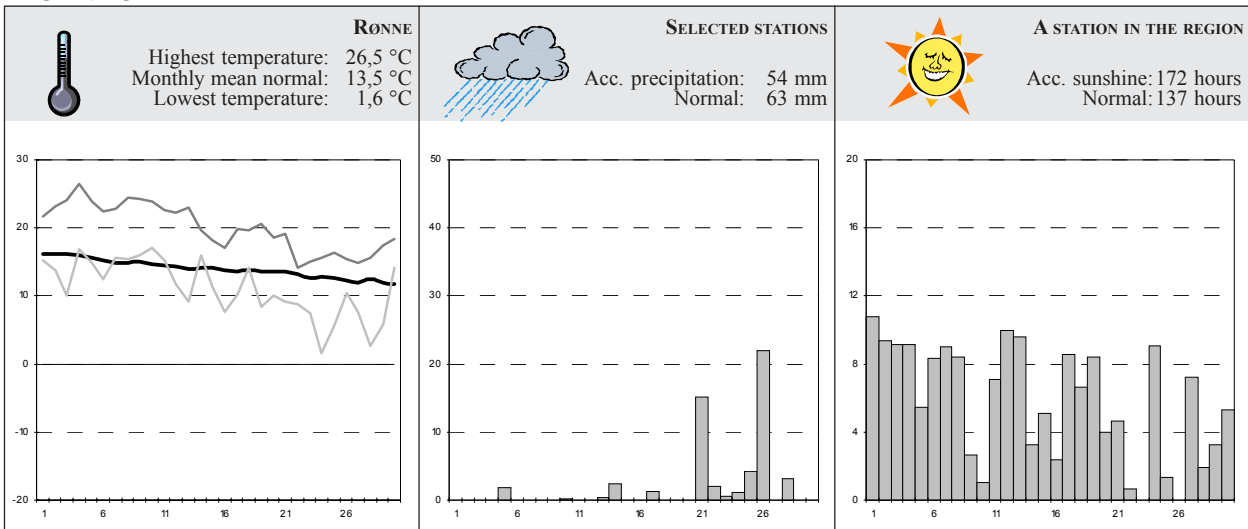 RØNNE
Highest temperature: 26,5 °C
Monthly mean normal: 13,5 °C
Lowest temperature: 1,6 °C
SELECTED STATIONS
Acc. precipitation: 54 mm
Normal: 63 mm
A STATION IN THE REGION
Acc. sunshine: 172 hours
Normal: 137 hours
30
20
10
0
-10
-20
1 6 11 16 21 26
50
40
30
20
10
0
1 6 11 16 21 26
20
16
12
8
4
0
1 6 11 16 21 26